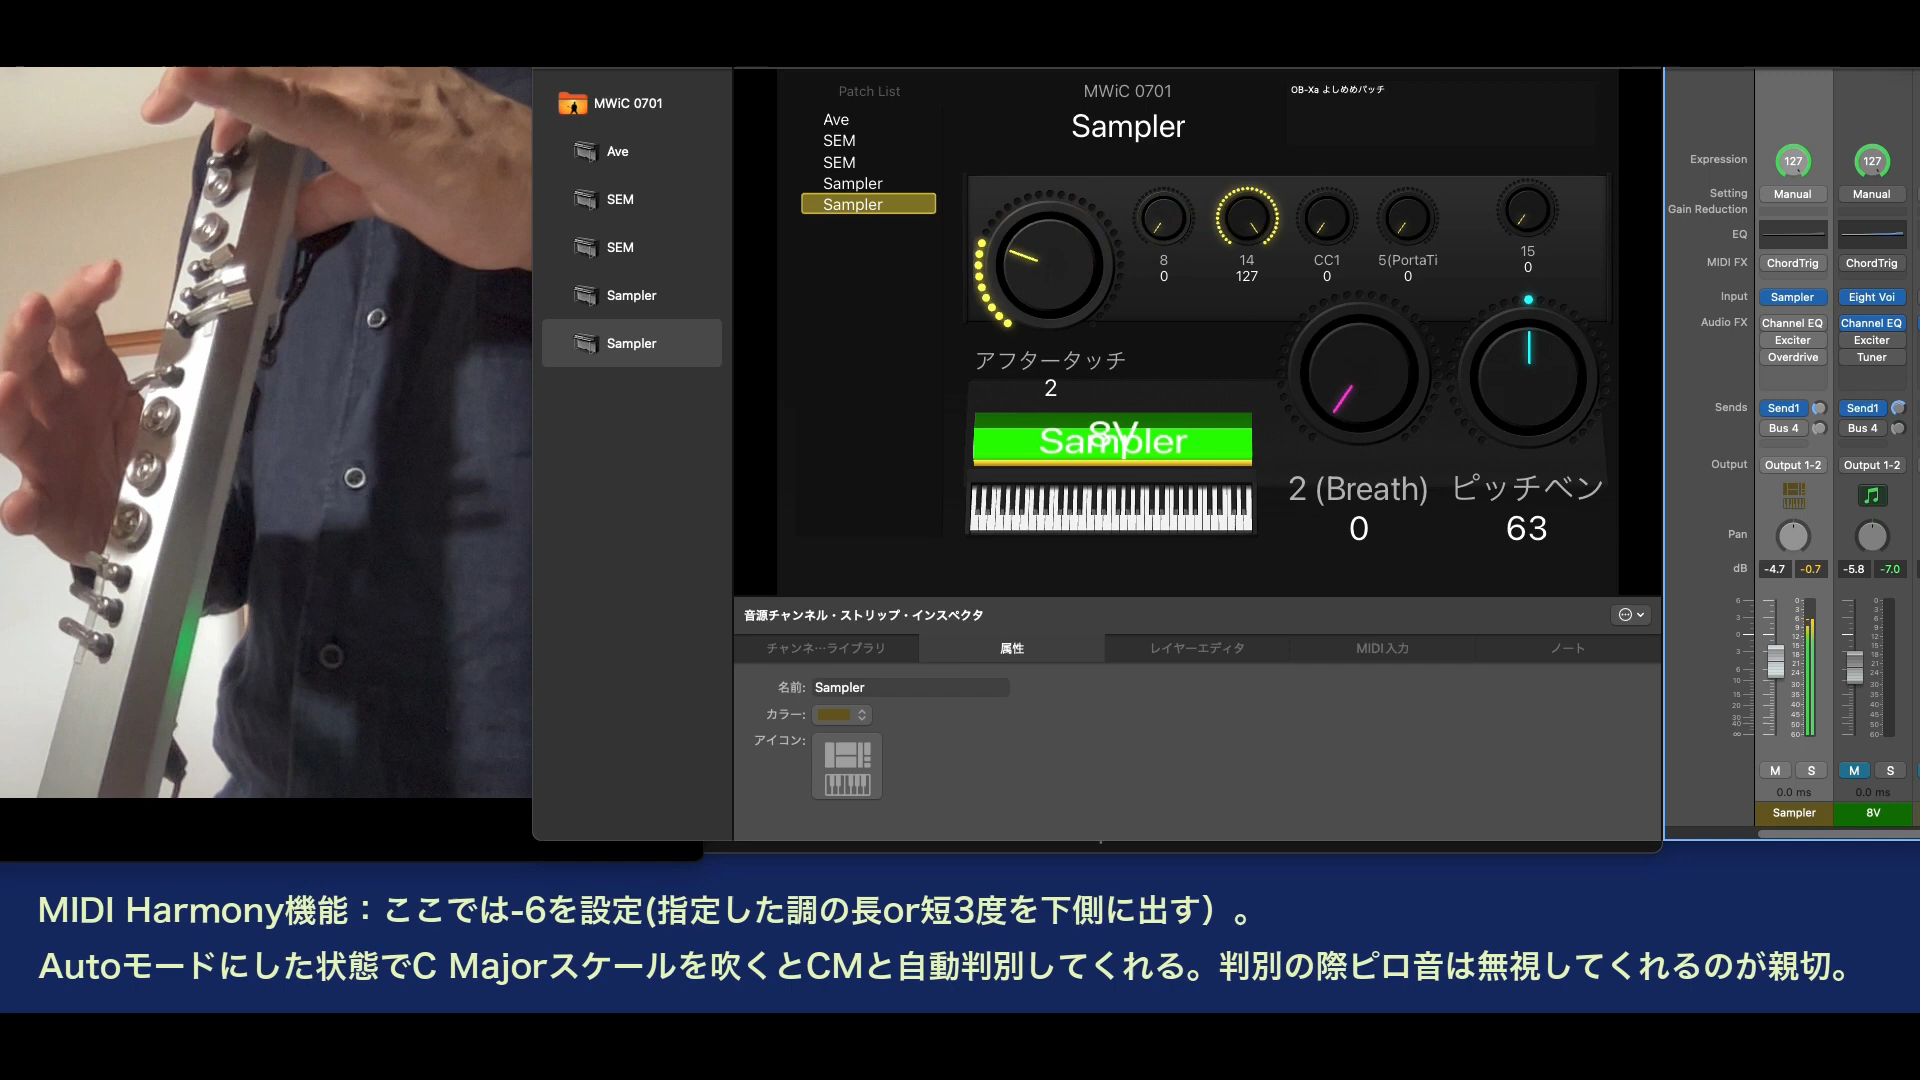 MWiC 0701
Ave
SEM
SEM
Sampler
Sampler
Patch List
Ave
SEM
SEM
Sampler
Sampler
MWiC 0701
Sampler
OB-Xa よしめめパッチ
8
0
14
127
CC1
0
5(PortaTi
0
15
0
アフタータッチ
2
8V
Sampler
2 (Breath)
0
ピッチベン
63
音源チャンネル・ストリップ・インスペクタ
チャンネ…ライブラリ
属性
レイヤーエディタ
MIDI入力
ノート
名前: Sampler
カラー:
アイコン:
Expression 127 127
Setting Manual Manual
Gain Reduction
EQ
MIDI FX ChordTrig ChordTrig
Input Sampler Eight Voi
Audio FX Channel EQ Channel EQ
Exciter Exciter
Overdrive Tuner
Sends Send1 Send1
Bus 4 Bus 4
Output Output 1-2 Output 1-2
Pan
dB -4.7 -0.7 -5.8 -7.0
M S M S
0.0 ms 0.0 ms
Sampler 8V
MIDI Harmony機能：ここでは-6を設定(指定した調の長or短3度を下側に出す）。
Autoモードにした状態でC Majorスケールを吹くとCMと自動判別してくれる。判別の際ピロ音は無視してくれるのが親切。